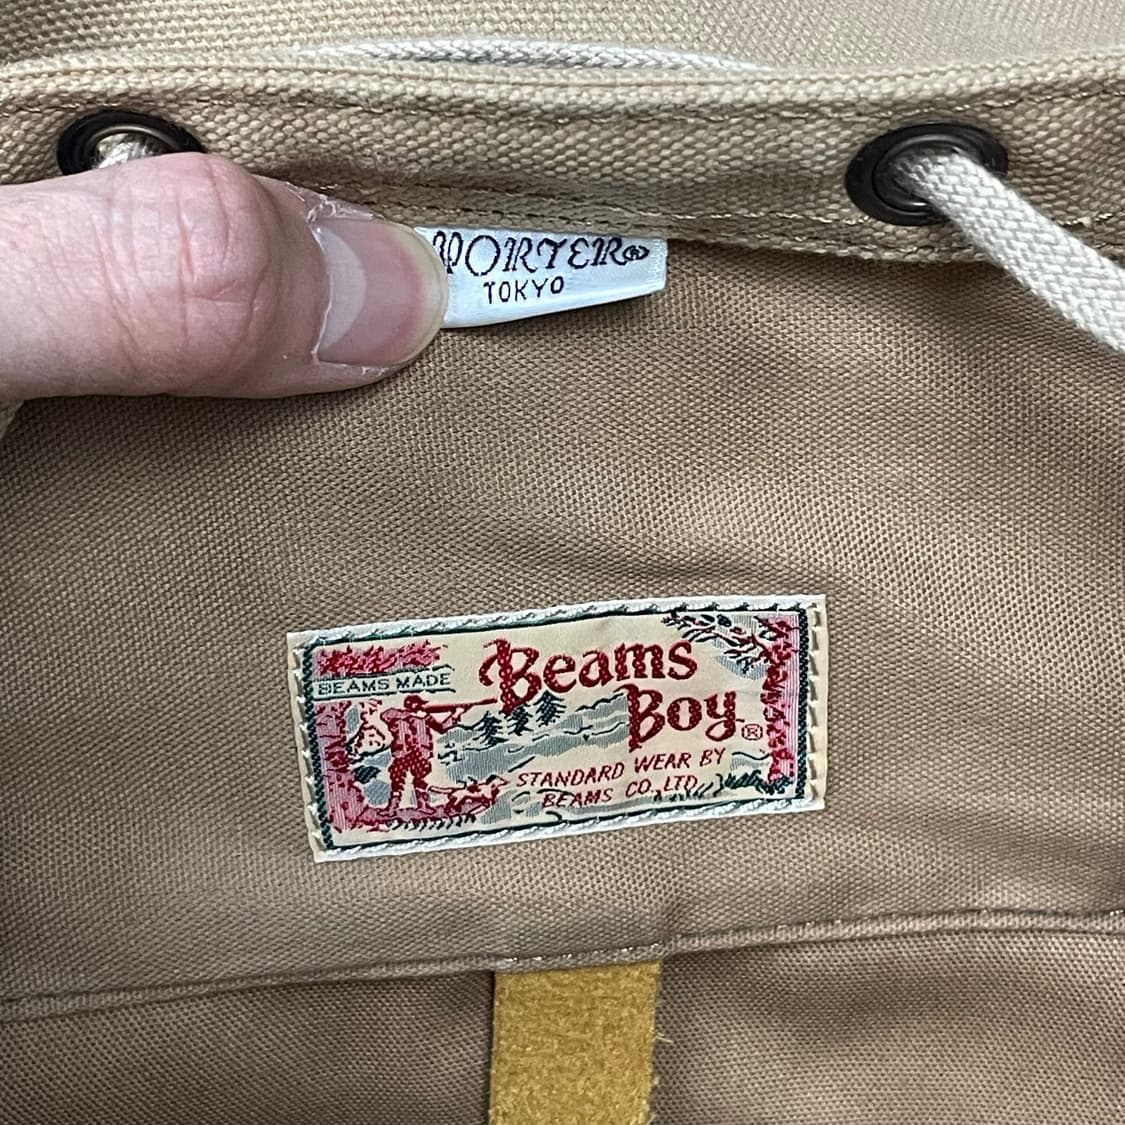 PORTER®
TOKYO
BEAMS MADE
Beams
Boy®
STANDARD WEAR BY
BEAMS CO.,LTD.